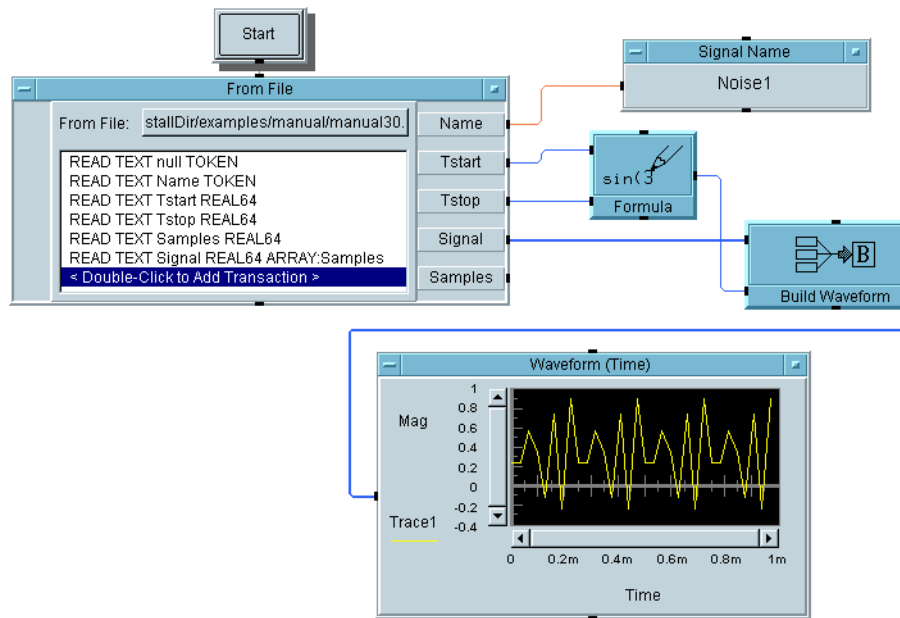 Start
From File
From File: stallDir/examples/manual/manual30.
READ TEXT null TOKEN
READ TEXT Name TOKEN
READ TEXT Tstart REAL64
READ TEXT Tstop REAL64
READ TEXT Samples REAL64
READ TEXT Signal REAL64 ARRAY:Samples
< Double-Click to Add Transaction >
Name
Tstart
Tstop
Signal
Samples
Signal Name
Noise1
sin(3
Formula
B
Build Waveform
Waveform (Time)
Mag
1
0.8
0.6
0.4
0.2
0
-0.2
-0.4
Trace1
0 0.2m 0.4m 0.6m 0.8m 1m
Time